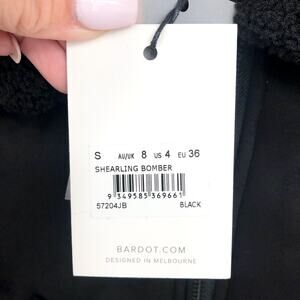 S AU/UK 8 US 4 EU 36
SHEARLING BOMBER
9 349585 369661
57204JB BLACK
BARDOT.COM
DESIGNED IN MELBOURNE